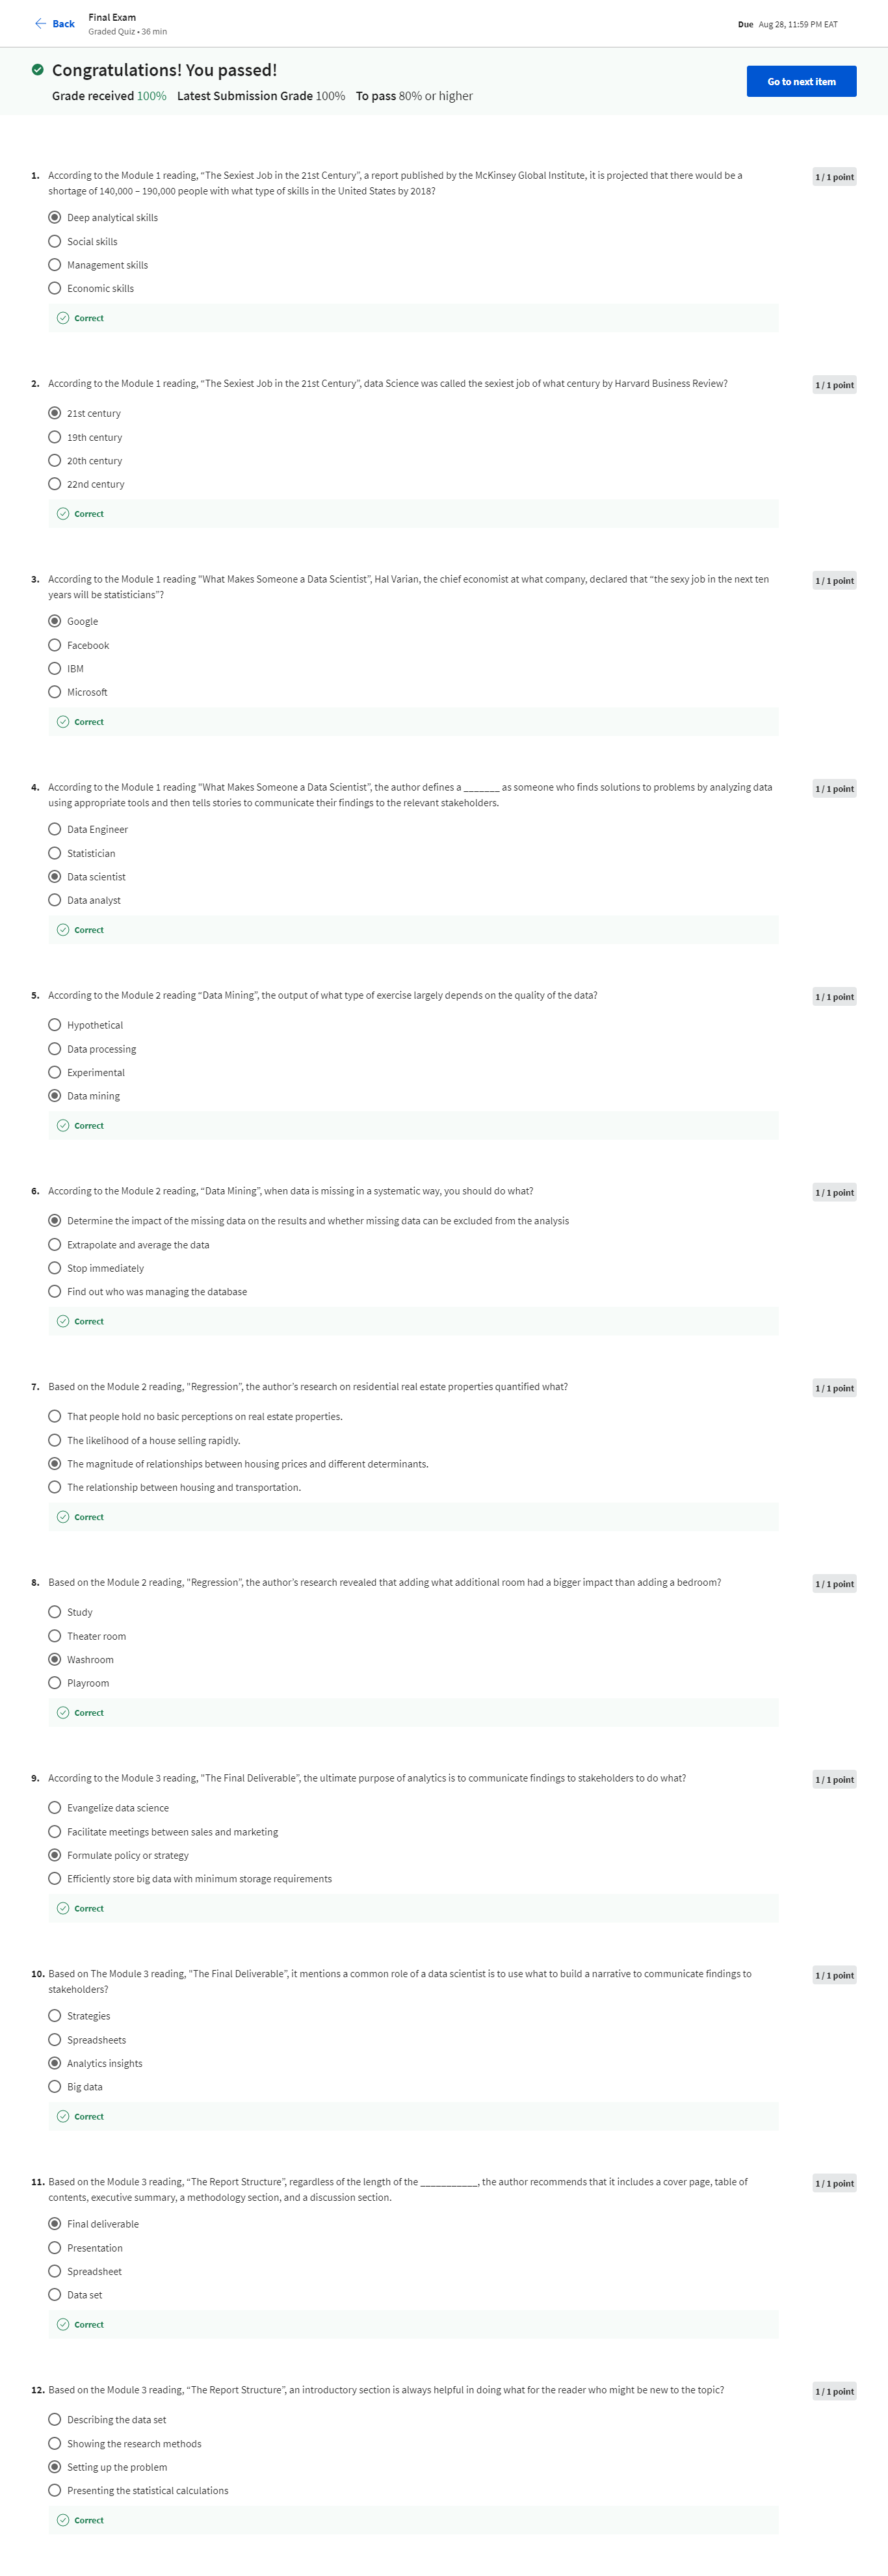 Back
Final Exam
Graded Quiz • 36 min
Due Aug 28, 11:59 PM EAT
Congratulations! You passed!
Grade received 100% Latest Submission Grade 100% To pass 80% or higher
Go to next item
1. According to the Module 1 reading, “The Sexiest Job in the 21st Century”, a report published by the McKinsey Global Institute, it is projected that there would be a
shortage of 140,000 – 190,000 people with what type of skills in the United States by 2018?
1 / 1 point
Deep analytical skills
Social skills
Management skills
Economic skills
Correct
2. According to the Module 1 reading, “The Sexiest Job in the 21st Century”, data Science was called the sexiest job of what century by Harvard Business Review?
1 / 1 point
21st century
19th century
20th century
22nd century
Correct
3. According to the Module 1 reading "What Makes Someone a Data Scientist”, Hal Varian, the chief economist at what company, declared that “the sexy job in the next ten
years will be statisticians”?
1 / 1 point
Google
Facebook
IBM
Microsoft
Correct
4. According to the Module 1 reading "What Makes Someone a Data Scientist”, the author defines a _______ as someone who finds solutions to problems by analyzing data
using appropriate tools and then tells stories to communicate their findings to the relevant stakeholders.
1 / 1 point
Data Engineer
Statistician
Data scientist
Data analyst
Correct
5. According to the Module 2 reading “Data Mining”, the output of what type of exercise largely depends on the quality of the data?
1 / 1 point
Hypothetical
Data processing
Experimental
Data mining
Correct
6. According to the Module 2 reading, “Data Mining”, when data is missing in a systematic way, you should do what?
1 / 1 point
Determine the impact of the missing data on the results and whether missing data can be excluded from the analysis
Extrapolate and average the data
Stop immediately
Find out who was managing the database
Correct
7. Based on the Module 2 reading, "Regression”, the author’s research on residential real estate properties quantified what?
1 / 1 point
That people hold no basic perceptions on real estate properties.
The likelihood of a house selling rapidly.
The magnitude of relationships between housing prices and different determinants.
The relationship between housing and transportation.
Correct
8. Based on the Module 2 reading, "Regression”, the author’s research revealed that adding what additional room had a bigger impact than adding a bedroom?
1 / 1 point
Study
Theater room
Washroom
Playroom
Correct
9. According to the Module 3 reading, "The Final Deliverable”, the ultimate purpose of analytics is to communicate findings to stakeholders to do what?
1 / 1 point
Evangelize data science
Facilitate meetings between sales and marketing
Formulate policy or strategy
Efficiently store big data with minimum storage requirements
Correct
10. Based on The Module 3 reading, "The Final Deliverable”, it mentions a common role of a data scientist is to use what to build a narrative to communicate findings to
stakeholders?
1 / 1 point
Strategies
Spreadsheets
Analytics insights
Big data
Correct
11. Based on the Module 3 reading, “The Report Structure”, regardless of the length of the ___________, the author recommends that it includes a cover page, table of
contents, executive summary, a methodology section, and a discussion section.
1 / 1 point
Final deliverable
Presentation
Spreadsheet
Data set
Correct
12. Based on the Module 3 reading, “The Report Structure”, an introductory section is always helpful in doing what for the reader who might be new to the topic?
1 / 1 point
Describing the data set
Showing the research methods
Setting up the problem
Presenting the statistical calculations
Correct